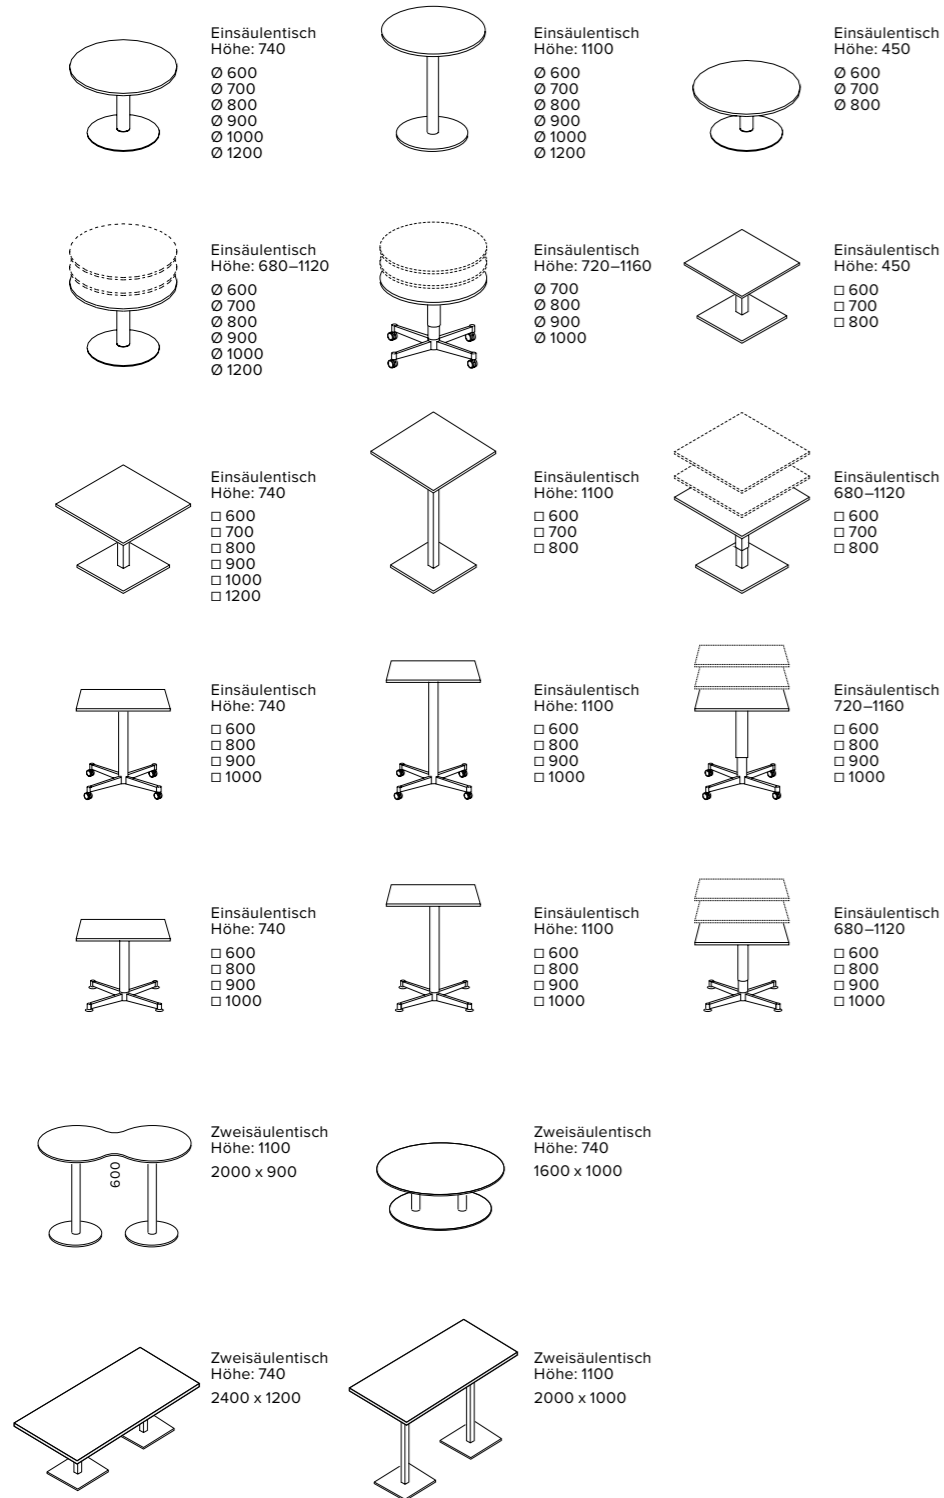 Einsäulentisch
Höhe: 740
Ø 600
Ø 700
Ø 800
Ø 900
Ø 1000
Ø 1200
Einsäulentisch
Höhe: 1100
Ø 600
Ø 700
Ø 800
Ø 900
Ø 1000
Ø 1200
Einsäulentisch
Höhe: 450
Ø 600
Ø 700
Ø 800
Einsäulentisch
Höhe: 680–1120
Ø 600
Ø 700
Ø 800
Ø 900
Ø 1000
Ø 1200
Einsäulentisch
Höhe: 720–1160
Ø 700
Ø 800
Ø 900
Ø 1000
Einsäulentisch
Höhe: 450
□ 600
□ 700
□ 800
Einsäulentisch
Höhe: 740
□ 600
□ 700
□ 800
□ 900
□ 1000
□ 1200
Einsäulentisch
Höhe: 1100
□ 600
□ 700
□ 800
Einsäulentisch
680–1120
□ 600
□ 700
□ 800
Einsäulentisch
Höhe: 740
□ 600
□ 800
□ 900
□ 1000
Einsäulentisch
Höhe: 1100
□ 600
□ 800
□ 900
□ 1000
Einsäulentisch
720–1160
□ 600
□ 800
□ 900
□ 1000
Einsäulentisch
Höhe: 740
□ 600
□ 800
□ 900
□ 1000
Einsäulentisch
Höhe: 1100
□ 600
□ 800
□ 900
□ 1000
Einsäulentisch
680–1120
□ 600
□ 800
□ 900
□ 1000
600
Zweisäulentisch
Höhe: 1100
2000 x 900
Zweisäulentisch
Höhe: 740
1600 x 1000
Zweisäulentisch
Höhe: 740
2400 x 1200
Zweisäulentisch
Höhe: 1100
2000 x 1000